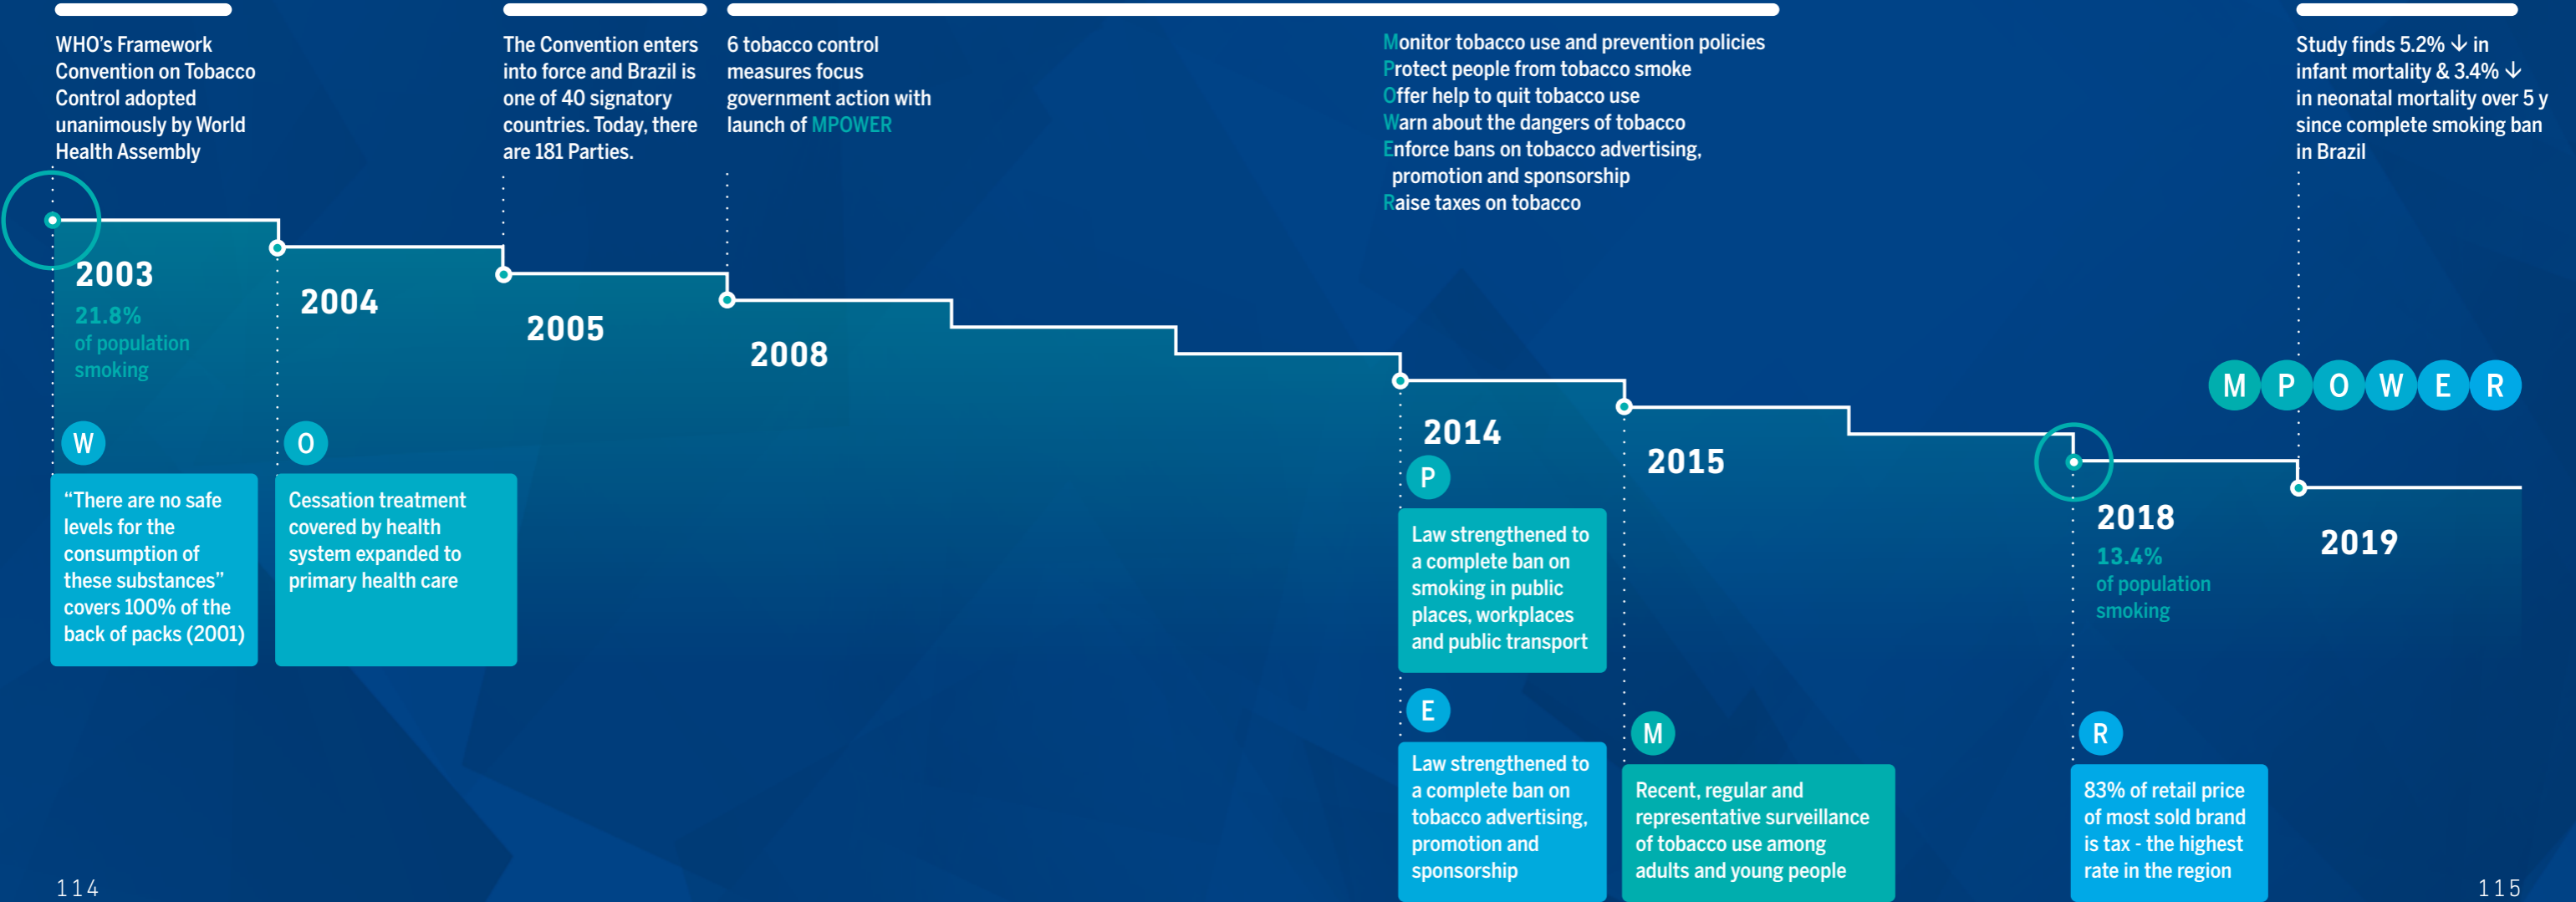 WHO's Framework
Convention on Tobacco
Control adopted
unanimously by World
Health Assembly
The Convention enters
into force and Brazil is
one of 40 signatory
countries. Today, there
are 181 Parties.
6 tobacco control
measures focus
government action with
launch of MPOWER
Monitor tobacco use and prevention policies
Protect people from tobacco smoke
Offer help to quit tobacco use
Warn about the dangers of tobacco
Enforce bans on tobacco advertising,
promotion and sponsorship
Raise taxes on tobacco
Study finds 5.2% ↓ in
infant mortality & 3.4% ↓
in neonatal mortality over 5 y
since complete smoking ban
in Brazil
2003
21.8%
of population
smoking
W
“There are no safe
levels for the
consumption of
these substances”
covers 100% of the
back of packs (2001)
2004
O
Cessation treatment
covered by health
system expanded to
primary health care
2005
2008
2014
P
Law strengthened to
a complete ban on
smoking in public
places, workplaces
and public transport
E
Law strengthened to
a complete ban on
tobacco advertising,
promotion and
sponsorship
2015
M
Recent, regular and
representative surveillance
of tobacco use among
adults and young people
2018
13.4%
of population
smoking
R
83% of retail price
of most sold brand
is tax - the highest
rate in the region
M P O W E R
2019
114
115